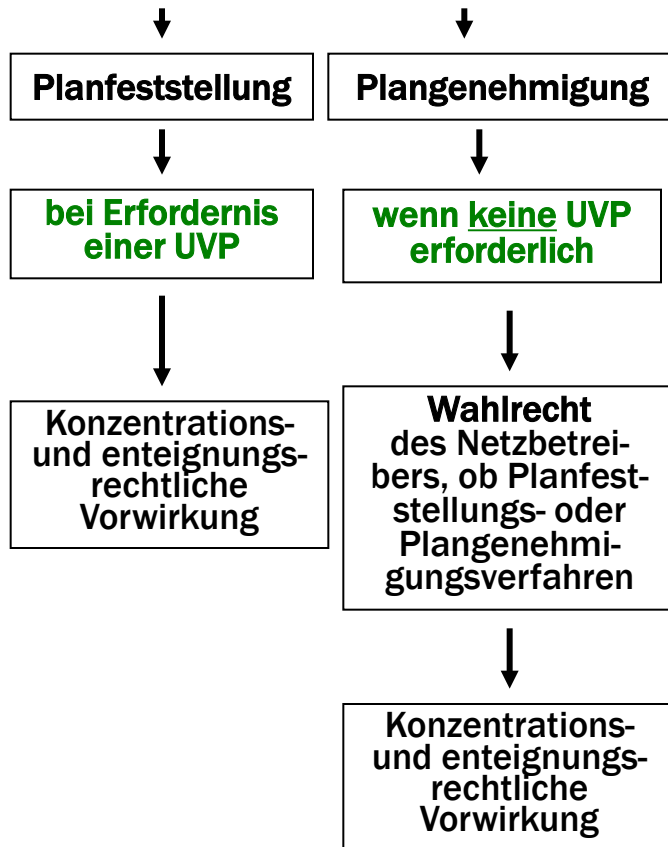 Planfeststellung
Plangenehmigung
bei Erfordernis
einer UVP
wenn keine UVP
erforderlich
Konzentrations-
und enteignungs-
rechtliche
Vorwirkung
Wahlrecht
des Netzbetrei-
bers, ob Planfest-
stellungs- oder
Plangenehmi-
gungsverfahren
Konzentrations-
und enteignungs-
rechtliche
Vorwirkung